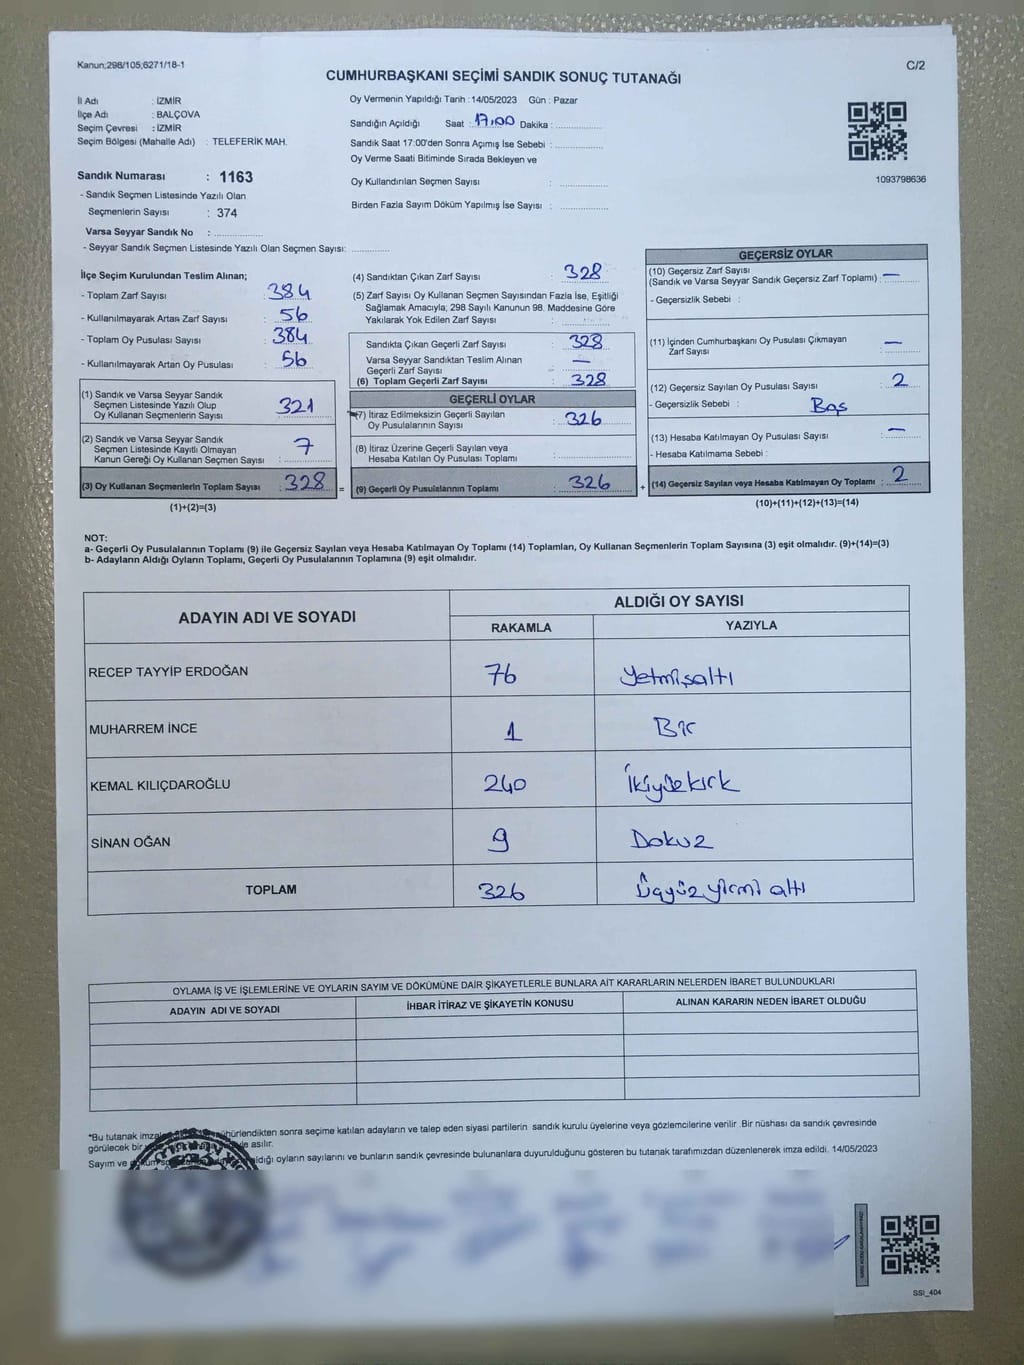 Kanun;298/105,6271/18-1
C/2
CUMHURBAŞKANI SEÇİMİ SANDIK SONUÇ TUTANAĞI
İl Adı : İZMİR
İlçe Adı : BALÇOVA
Seçim Çevresi : İZMİR
Seçim Bölgesi (Mahalle Adı) : TELEFERİK MAH.
Sandık Numarası : 1163
- Sandık Seçmen Listesinde Yazılı Olan
Seçmenlerin Sayısı : 374
Varsa Seyyar Sandık No : ..............
- Seyyar Sandık Seçmen Listesinde Yazılı Olan Seçmen Sayısı: ............
Oy Vermenin Yapıldığı Tarih : 14/05/2023 Gün : Pazar
Sandığın Açıldığı Saat : 17,00 Dakika : ..............
Sandık Saat 17:00'den Sonra Açımış İse Sebebi : ..............
Oy Verme Saati Bitiminde Sırada Bekleyen ve
Oy Kullandırılan Seçmen Sayısı : ..............
Birden Fazla Sayım Döküm Yapılmış İse Sayısı : ..............
1093798636
İlçe Seçim Kurulundan Teslim Alınan;
- Toplam Zarf Sayısı : 384
- Kullanılmayarak Artan Zarf Sayısı : 56
- Toplam Oy Pusulası Sayısı : 384
- Kullanılmayarak Artan Oy Pusulası : 56
(1) Sandık ve Varsa Seyyar Sandık
Seçmen Listesinde Yazılı Olup
Oy Kullanan Seçmenlerin Sayısı : 321
(2) Sandık ve Varsa Seyyar Sandık
Seçmen Listesinde Kayıtlı Olmayan
Kanun Gereği Oy Kullanan Seçmen Sayısı : 7
(3) Oy Kullanan Seçmenlerin Toplam Sayısı : 328 =
(1)+(2)=(3)
(4) Sandıktan Çıkan Zarf Sayısı : 328
(5) Zarf Sayısı Oy Kullanan Seçmen Sayısından Fazla İse, Eşitliği
Sağlamak Amacıyla; 298 Sayılı Kanunun 98. Maddesine Göre
Yakılarak Yok Edilen Zarf Sayısı :
Sandıkta Çıkan Geçerli Zarf Sayısı : 328
Varsa Seyyar Sandıktan Teslim Alınan
Geçerli Zarf Sayısı : —
(6) Toplam Geçerli Zarf Sayısı : 328
GEÇERLİ OYLAR
(7) İtiraz Edilmeksizin Geçerli Sayılan
Oy Pusulalarının Sayısı : 326
(8) İtiraz Üzerine Geçerli Sayılan veya
Hesaba Katılan Oy Pusulası Toplamı :
(9) Geçerli Oy Pusulalarının Toplamı : 326 +
GEÇERSİZ OYLAR
(10) Geçersiz Zarf Sayısı
(Sandık ve Varsa Seyyar Sandık Geçersiz Zarf Toplamı) : —
- Geçersizlik Sebebi :
(11) İçinden Cumhurbaşkanı Oy Pusulası Çıkmayan
Zarf Sayısı : —
(12) Geçersiz Sayılan Oy Pusulası Sayısı : 2
- Geçersizlik Sebebi : Boş
(13) Hesaba Katılmayan Oy Pusulası Sayısı : —
- Hesaba Katılmama Sebebi :
(14) Geçersiz Sayılan veya Hesaba Katılmayan Oy Toplamı : 2
(10)+(11)+(12)+(13)=(14)
NOT:
a- Geçerli Oy Pusulalarının Toplamı (9) ile Geçersiz Sayılan veya Hesaba Katılmayan Oy Toplamı (14) Toplamları, Oy Kullanan Seçmenlerin Toplam Sayısına (3) eşit olmalıdır. (9)+(14)=(3)
b- Adayların Aldığı Oyların Toplamı, Geçerli Oy Pusulalarının Toplamına (9) eşit olmalıdır.
ADAYIN ADI VE SOYADI ALDIĞI OY SAYISI
RAKAMLA YAZIYLA
RECEP TAYYİP ERDOĞAN 76 Yetmişaltı
MUHARREM İNCE 1 Bir
KEMAL KILIÇDAROĞLU 240 İkiyüzkırk
SİNAN OĞAN 9 Dokuz
TOPLAM 326 Üçyüz yirmi altı
OYLAMA İŞ VE İŞLEMLERİNE VE OYLARIN SAYIM VE DÖKÜMÜNE DAİR ŞİKAYETLERLE BUNLARA AİT KARARLARIN NELERDEN İBARET BULUNDUKLARI
ADAYIN ADI VE SOYADI İHBAR İTİRAZ VE ŞİKAYETİN KONUSU ALINAN KARARIN NEDEN İBARET OLDUĞU
*Bu tutanak sonra seçime katılan adayların ve talep eden siyasi partilerin sandık kurulu üyelerine veya gözlemcilerine verilir. Bir nüshası da sandık çevresinde
görülecek bir asılır.
Sayım ve aldığı oyların sayılarını ve bunların sandık çevresinde bulunanlara duyurulduğunu gösteren bu tutanak tarafımızdan düzenlenerek imza edildi. 14/05/2023
SSI_404